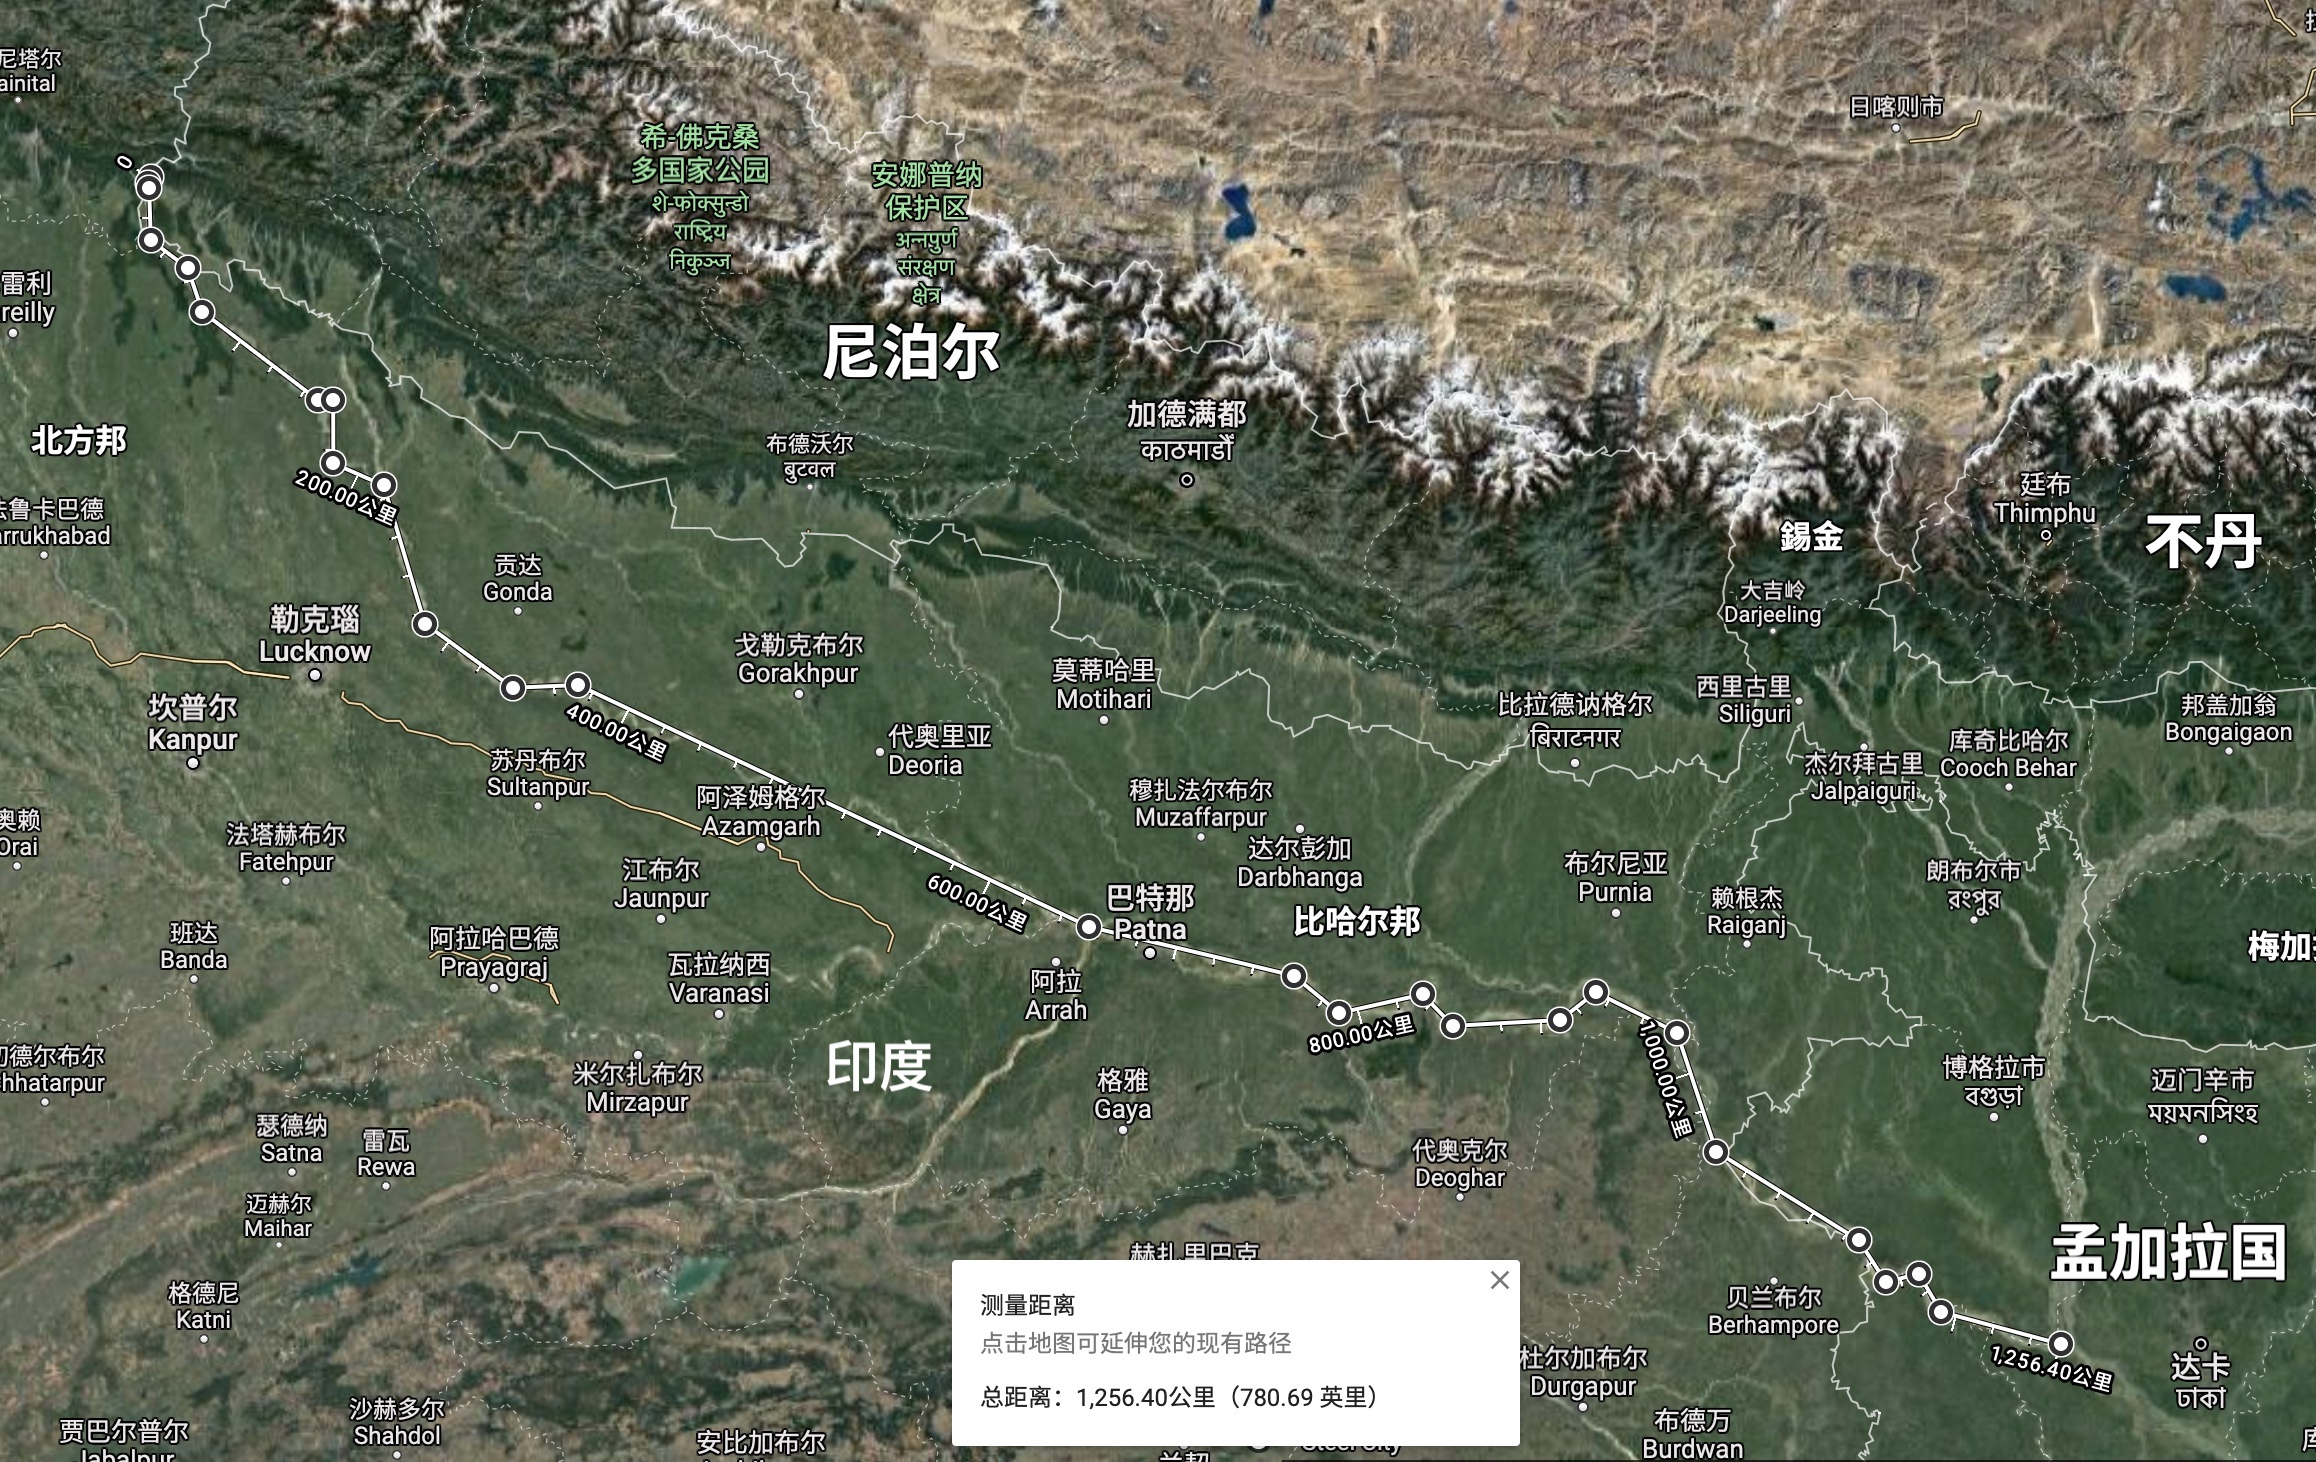 尼塔尔
ainital
日喀则市
希-佛克桑
多国家公园
शे-फोक्सुन्डो
राष्ट्रिय
निकुञ्ज
安娜普纳
保护区
अन्नपुर्ण
संरक्षण
क्षेत्र
0
雷利
reilly
尼泊尔
加德满都
काठमाडौँ
北方邦
布德沃尔
बुटवल
200.00公里
鲁卡巴德
rrukhabad
廷布
Thimphu
不丹
錫金
贡达
Gonda
大吉岭
Darjeeling
勒克瑙
Lucknow
戈勒克布尔
Gorakhpur
莫蒂哈里
Motihari
西里古里
Siliguri
比拉德讷格尔
बिराटनगर
邦盖加翁
Bongaigaon
坎普尔
Kanpur
400.00公里
代奥里亚
Deoria
库奇比哈尔
Cooch Behar
杰尔拜古里
Jalpaiguri
苏丹布尔
Sultanpur
阿泽姆格尔
Azamgarh
穆扎法尔布尔
Muzaffarpur
奥赖
Orai
法塔赫布尔
Fatehpur
达尔彭加
Darbhanga
江布尔
Jaunpur
布尔尼亚
Purnia
朗布尔市
রংপুর
600.00公里
巴特那
Patna
赖根杰
Raiganj
比哈尔邦
班达
Banda
阿拉哈巴德
Prayagraj
瓦拉纳西
Varanasi
阿拉
Arrah
梅加
800.00公里
1,000.00公里
印度
德尔布尔
hhatarpur
米尔扎布尔
Mirzapur
格雅
Gaya
博格拉市
বগুড়া
迈门辛市
ময়মনসিংহ
瑟德纳
Satna
雷瓦
Rewa
代奥克尔
Deoghar
迈赫尔
Maihar
孟加拉国
赫扎里巴克
格德尼
Katni
贝兰布尔
Berhampore
测量距离
点击地图可延伸您的现有路径
总距离：1,256.40公里（780.69 英里）
杜尔加布尔
Durgapur
1,256.40公里
达卡
ঢাকা
沙赫多尔
Shahdol
贾巴尔普尔
Jabalpur
安比加布尔
布德万
Burdwan
Steel City